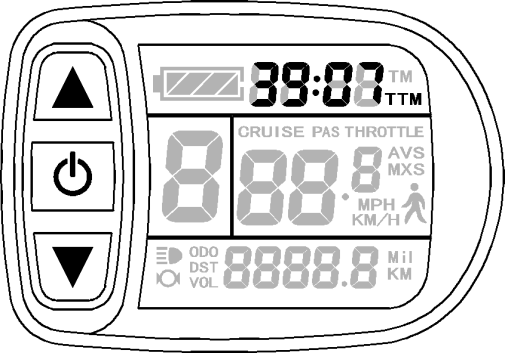 39:07 TM
TTM
CRUISE PAS THROTTLE
8 88.8 AVS
MXS
MPH
KM/H
ODO
DST
VOL
8888.8
Mil
KM